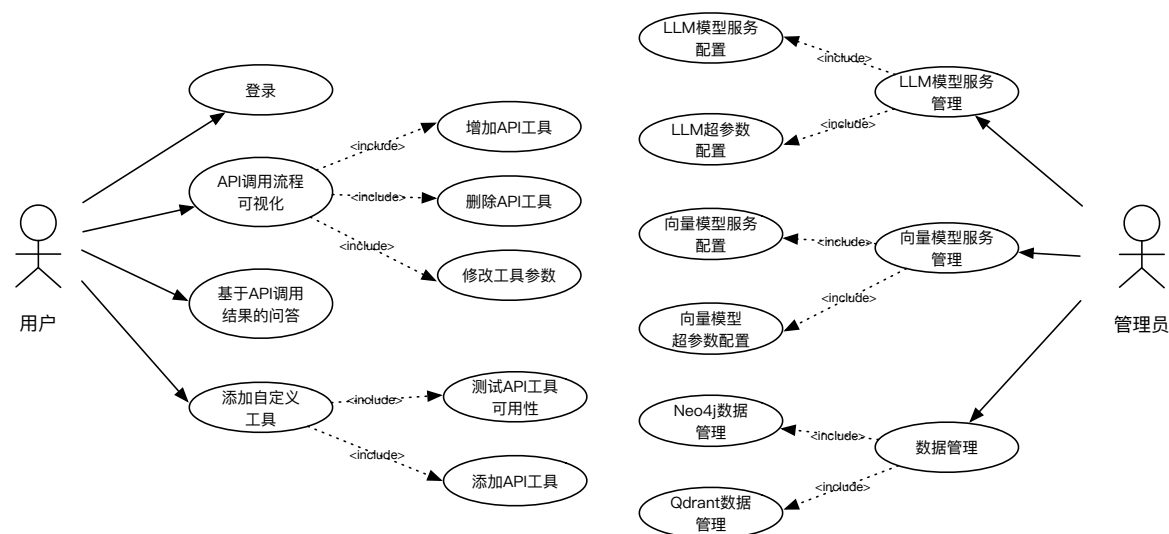 登录
增加API工具
<include>
API调用流程
可视化
<include>
删除API工具
<include>
修改工具参数
用户
基于API调用
结果的问答
添加自定义
工具
<include>
测试API工具
可用性
<include>
添加API工具
LLM模型服务
配置
<include>
LLM模型服务
管理
<include>
LLM超参数
配置
向量模型服务
配置
<include>
向量模型服务
管理
<include>
向量模型
超参数配置
管理员
Neo4j数据
管理
<include>
数据管理
<include>
Qdrant数据
管理